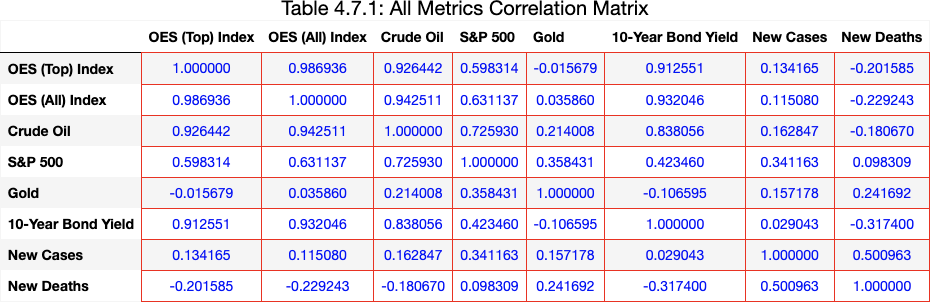 Table 4.7.1: All Metrics Correlation Matrix
OES (Top) Index OES (All) Index Crude Oil S&P 500 Gold 10-Year Bond Yield New Cases New Deaths
OES (Top) Index 1.000000 0.986936 0.926442 0.598314 -0.015679 0.912551 0.134165 -0.201585
OES (All) Index 0.986936 1.000000 0.942511 0.631137 0.035860 0.932046 0.115080 -0.229243
Crude Oil 0.926442 0.942511 1.000000 0.725930 0.214008 0.838056 0.162847 -0.180670
S&P 500 0.598314 0.631137 0.725930 1.000000 0.358431 0.423460 0.341163 0.098309
Gold -0.015679 0.035860 0.214008 0.358431 1.000000 -0.106595 0.157178 0.241692
10-Year Bond Yield 0.912551 0.932046 0.838056 0.423460 -0.106595 1.000000 0.029043 -0.317400
New Cases 0.134165 0.115080 0.162847 0.341163 0.157178 0.029043 1.000000 0.500963
New Deaths -0.201585 -0.229243 -0.180670 0.098309 0.241692 -0.317400 0.500963 1.000000